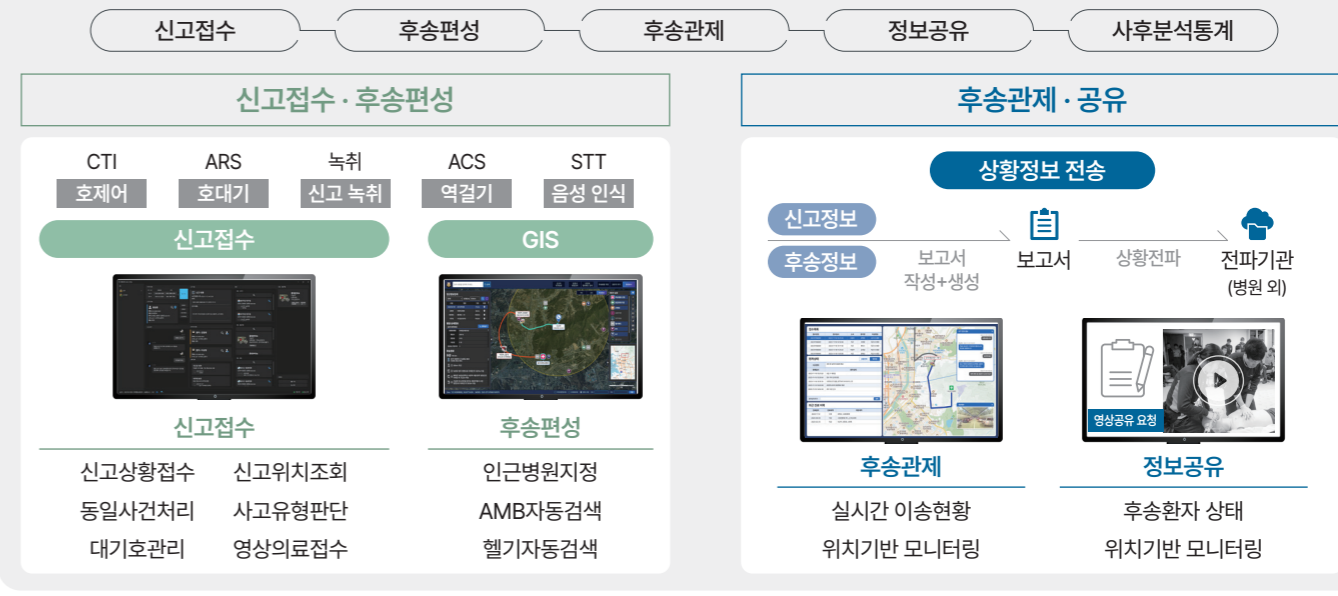 신고접수 후송편성 후송관제 정보공유 사후분석통계
신고접수 · 후송편성
CTI ARS 녹취 ACS STT
호제어 호대기 신고 녹취 역걸기 음성 인식
신고접수 GIS
신고접수 후송편성
신고상황접수 신고위치조회 인근병원지정
동일사건처리 사고유형판단 AMB자동검색
대기호관리 영상의료접수 헬기자동검색
후송관제 · 공유
상황정보 전송
신고정보
후송정보
보고서
작성+생성
보고서
상황전파
전파기관
(병원 외)
영상공유 요청
후송관제 정보공유
실시간 이송현황 후송환자 상태
위치기반 모니터링 위치기반 모니터링